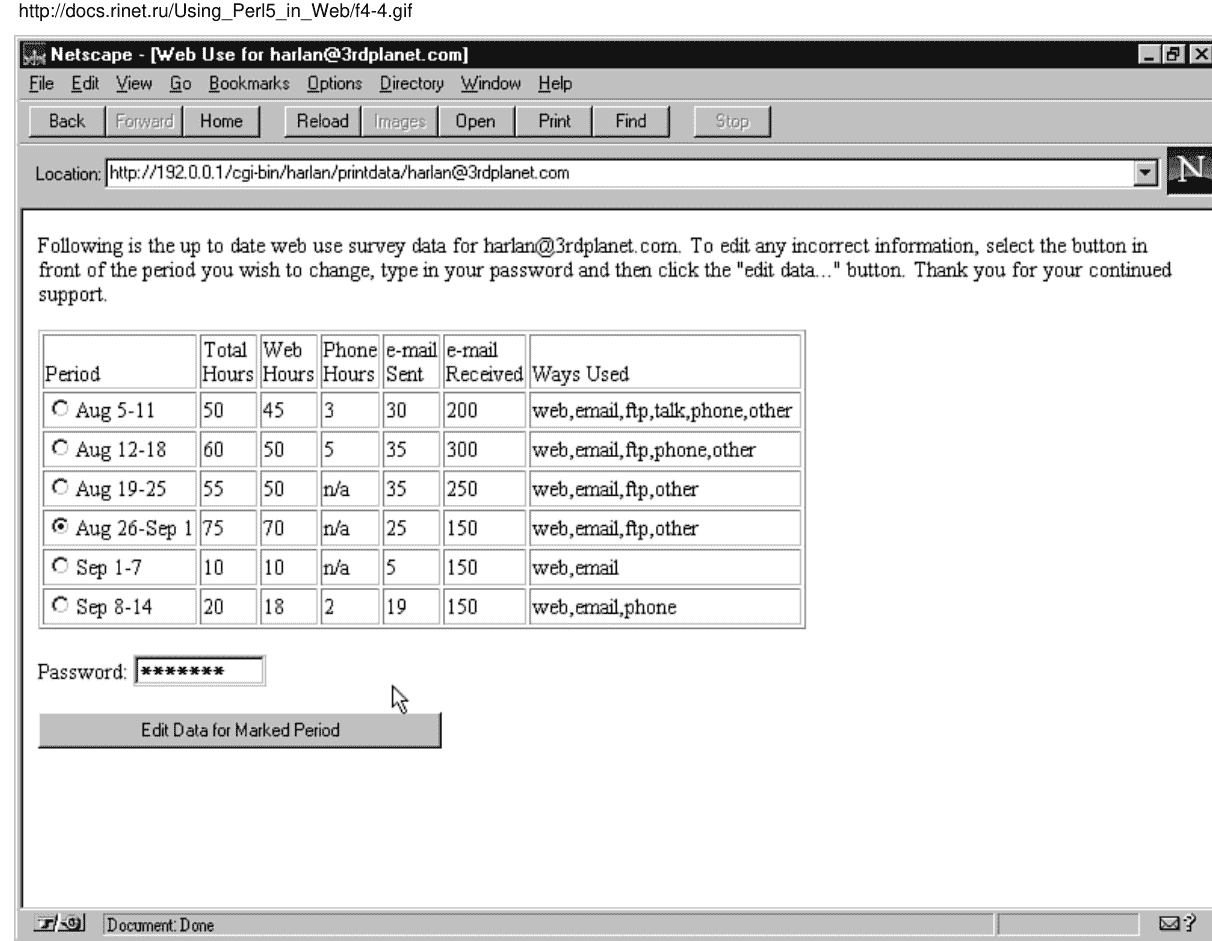 http://docs.rinet.ru/Using_Perl5_in_Web/f4-4.gif
Netscape - [Web Use for harlan@3rdplanet.com]
File Edit View Go Bookmarks Options Directory Window Help
Back Forward Home Reload Images Open Print Find Stop
Location: http://192.0.0.1/cgi-bin/harlan/printdata/harlan@3rdplanet.com
N
Following is the up to date web use survey data for harlan@3rdplanet.com. To edit any incorrect information, select the button in
front of the period you wish to change, type in your password and then click the "edit data..." button. Thank you for your continued
support.
Period Total Hours Web Hours Phone Hours e-mail Sent e-mail Received Ways Used
Aug 5-11 50 45 3 30 200 web,email,ftp,talk,phone,other
Aug 12-18 60 50 5 35 300 web,email,ftp,phone,other
Aug 19-25 55 50 n/a 35 250 web,email,ftp,other
Aug 26-Sep 1 75 70 n/a 25 150 web,email,ftp,other
Sep 1-7 10 10 n/a 5 150 web,email
Sep 8-14 20 18 2 19 150 web,email,phone
Password: *******
Edit Data for Marked Period
Document: Done